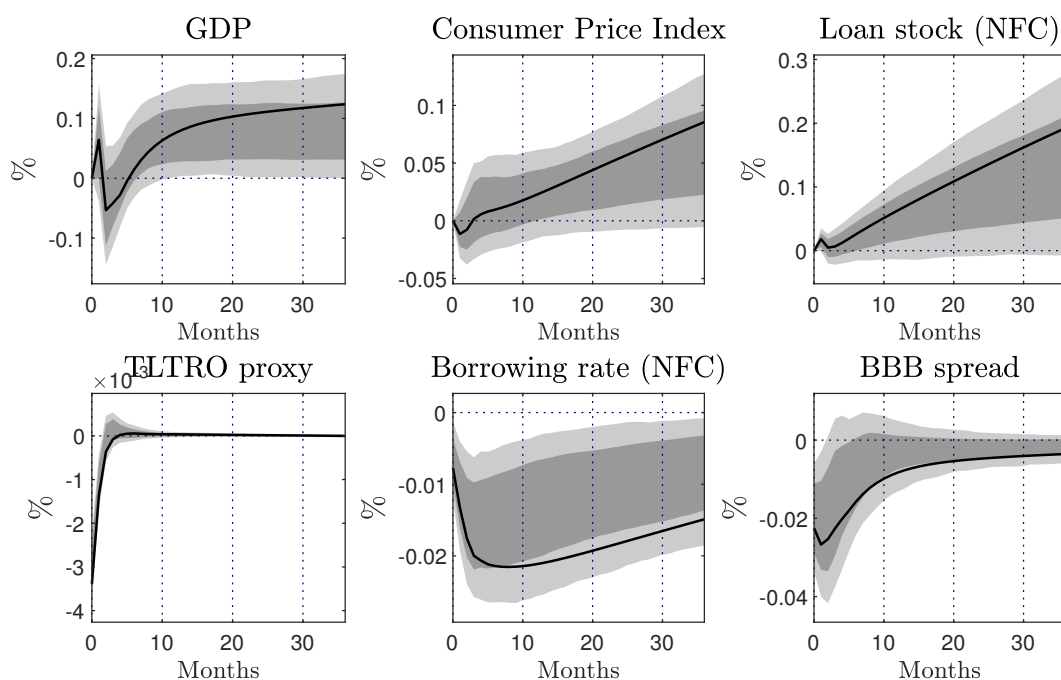 GDP
0.2
0.1
0
-0.1
%
0 10 20 30
Months
Consumer Price Index
0.1
0.05
0
-0.05
%
0 10 20 30
Months
Loan stock (NFC)
0.3
0.2
0.1
0
%
0 10 20 30
Months
TLTRO proxy
×10-3
0
-1
-2
-3
-4
%
0 10 20 30
Months
Borrowing rate (NFC)
0
-0.01
-0.02
%
0 10 20 30
Months
BBB spread
0
-0.02
-0.04
%
0 10 20 30
Months